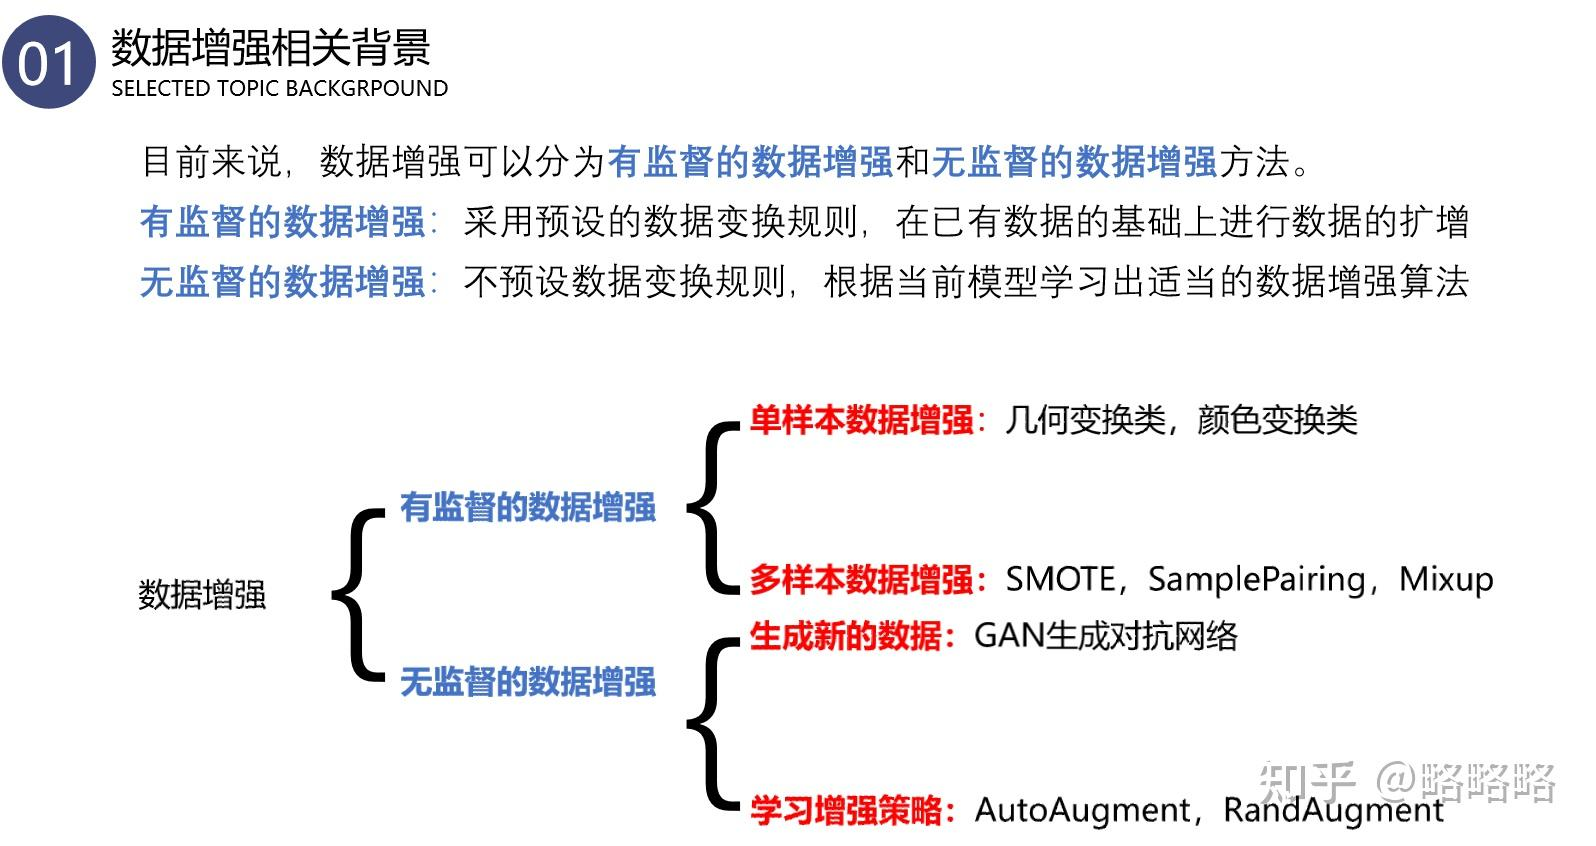 01
数据增强相关背景
SELECTED TOPIC BACKGRPOUND
目前来说，数据增强可以分为有监督的数据增强和无监督的数据增强方法。
有监督的数据增强：采用预设的数据变换规则，在已有数据的基础上进行数据的扩增
无监督的数据增强：不预设数据变换规则，根据当前模型学习出适当的数据增强算法
单样本数据增强：几何变换类，颜色变换类
有监督的数据增强
多样本数据增强：SMOTE，SamplePairing，Mixup
数据增强
生成新的数据：GAN生成对抗网络
无监督的数据增强
学习增强策略：AutoAugment，RandAugment
知乎 @略略略